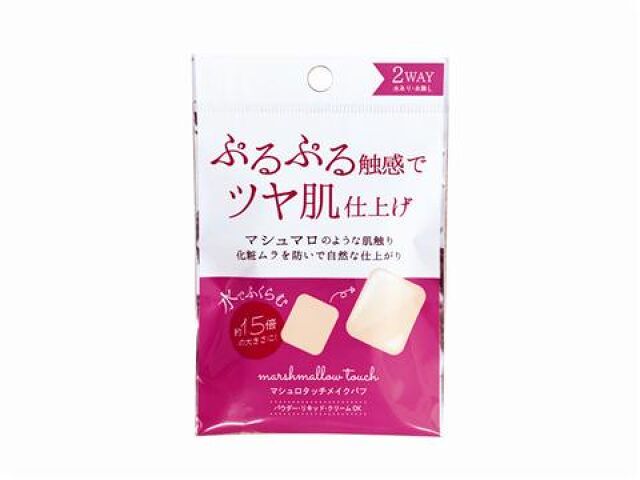 2WAY
水あり・水無し
ぷるぷる触感で
ツヤ肌仕上げ
マシュマロのような肌触り
化粧ムラを防いで自然な仕上がり
水でふくらむ
約1.5倍
の大きさに!
marshmallow touch
マシュロタッチメイクパフ
パウダー・リキッド・クリームOK